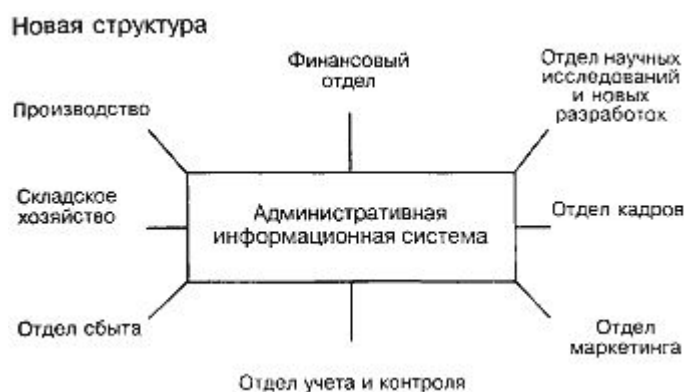 Новая структура
Финансовый
отдел
Отдел научных
исследований
и новых
разработок
Производство
Складское
хозяйство
Административная
информационная система
Отдел кадров
Отдел сбыта
Отдел
маркетинга
Отдел учета и контроля